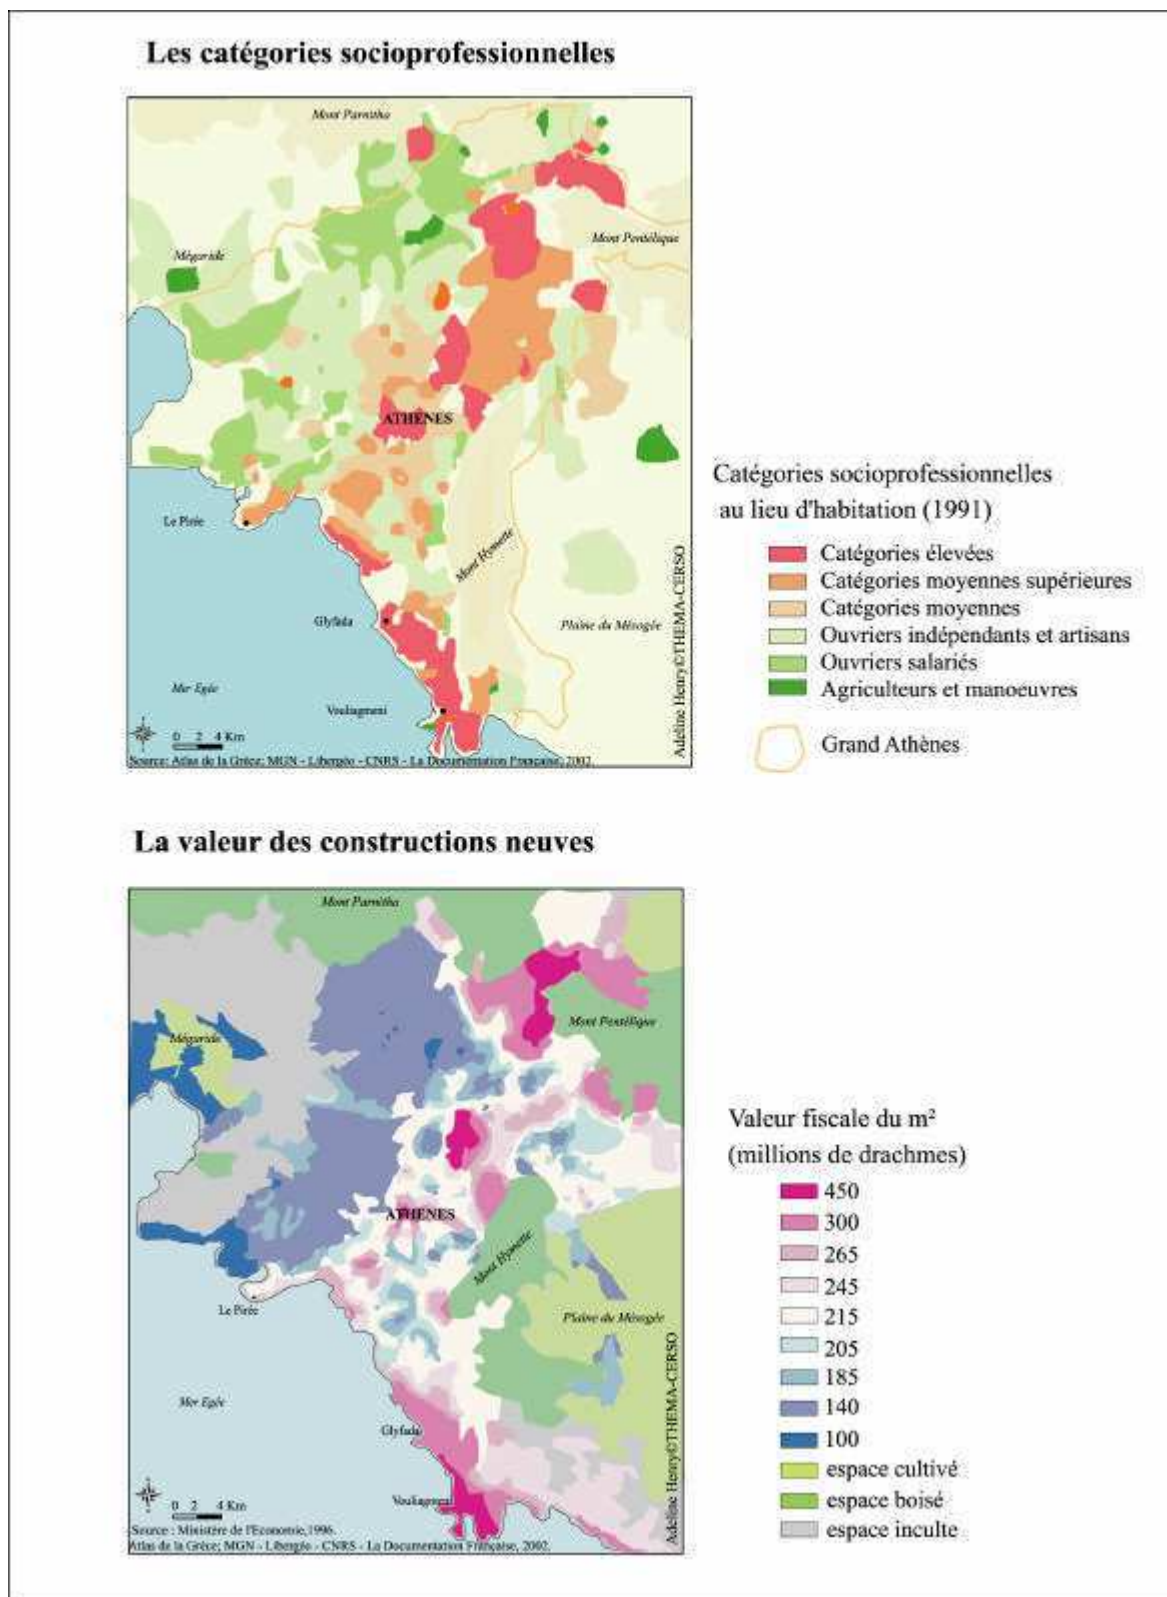 Les catégories socioprofessionnelles
Mont Parnitha
Mont Pentélique
Mégaride
ATHÈNES
Le Pirée
Mont Hymette
Glyfada
Plaine du Mésogée
Mer Egée
Vouliagmeni
0 2 4 Km
Source: Atlas de la Grèce; MGN - Libergéo - CNRS - La Documentation Française, 2002.
Adeline Henry©THEMA-CERSO
Catégories socioprofessionnelles
au lieu d'habitation (1991)
Catégories élevées
Catégories moyennes supérieures
Catégories moyennes
Ouvriers indépendants et artisans
Ouvriers salariés
Agriculteurs et manoeuvres
Grand Athènes
La valeur des constructions neuves
Mont Parnitha
Mont Pentélique
Mégaride
ATHENES
Mont Hymette
Le Pirée
Plaine du Mésogée
Mer Egée
Glyfada
Vouliagmeni
0 2 4 Km
Source : Ministère de l'Economie, 1996.
Atlas de la Grèce; MGN - Libergéo - CNRS - La Documentation Française, 2002.
Adeline Henry©THEMA-CERSO
Valeur fiscale du m²
(millions de drachmes)
450
300
265
245
215
205
185
140
100
espace cultivé
espace boisé
espace inculte